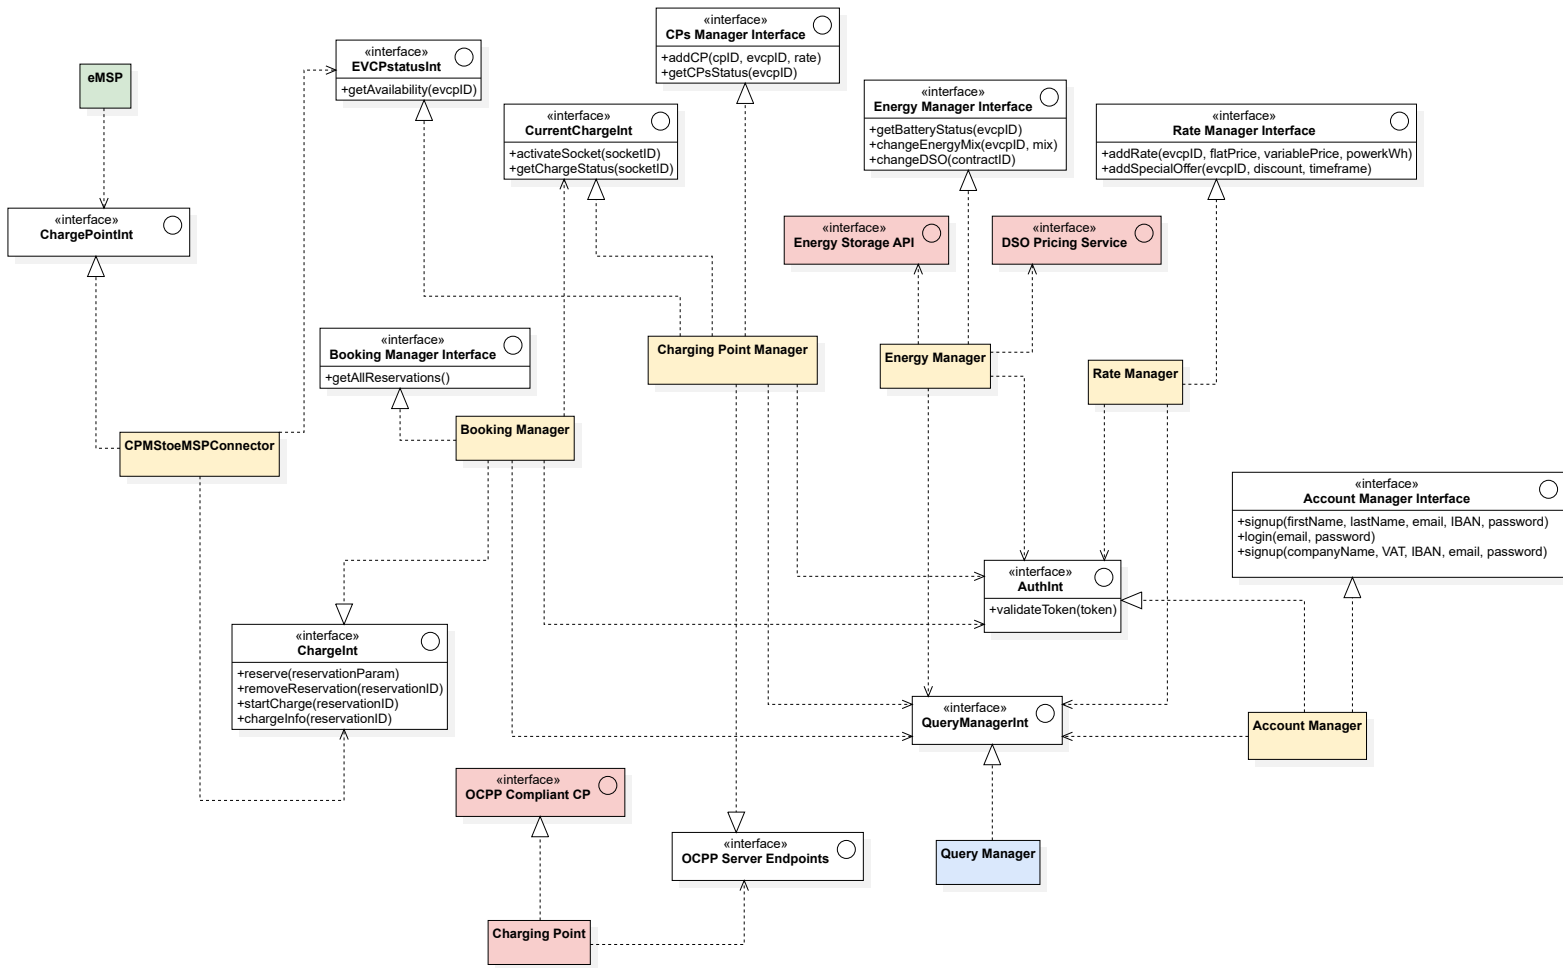 «interface»
CPs Manager Interface
+addCP(cpID, evcpID, rate)
+getCPsStatus(evcpID)
«interface»
EVCPstatusInt
+getAvailability(evcpID)
eMSP
«interface»
CurrentChargeInt
+activateSocket(socketID)
+getChargeStatus(socketID)
«interface»
Energy Manager Interface
+getBatteryStatus(evcpID)
+changeEnergyMix(evcpID, mix)
+changeDSO(contractID)
«interface»
Rate Manager Interface
+addRate(evcpID, flatPrice, variablePrice, powerkWh)
+addSpecialOffer(evcpID, discount, timeframe)
«interface»
ChargePointInt
«interface»
Energy Storage API
«interface»
DSO Pricing Service
«interface»
Booking Manager Interface
+getAllReservations()
Charging Point Manager
Energy Manager
Rate Manager
CPMStoeMSPConnector
Booking Manager
«interface»
Account Manager Interface
+signup(firstName, lastName, email, IBAN, password)
+login(email, password)
+signup(companyName, VAT, IBAN, email, password)
«interface»
AuthInt
+validateToken(token)
«interface»
ChargeInt
+reserve(reservationParam)
+removeReservation(reservationID)
+startCharge(reservationID)
+chargeInfo(reservationID)
«interface»
QueryManagerInt
Account Manager
«interface»
OCPP Compliant CP
«interface»
OCPP Server Endpoints
Query Manager
Charging Point